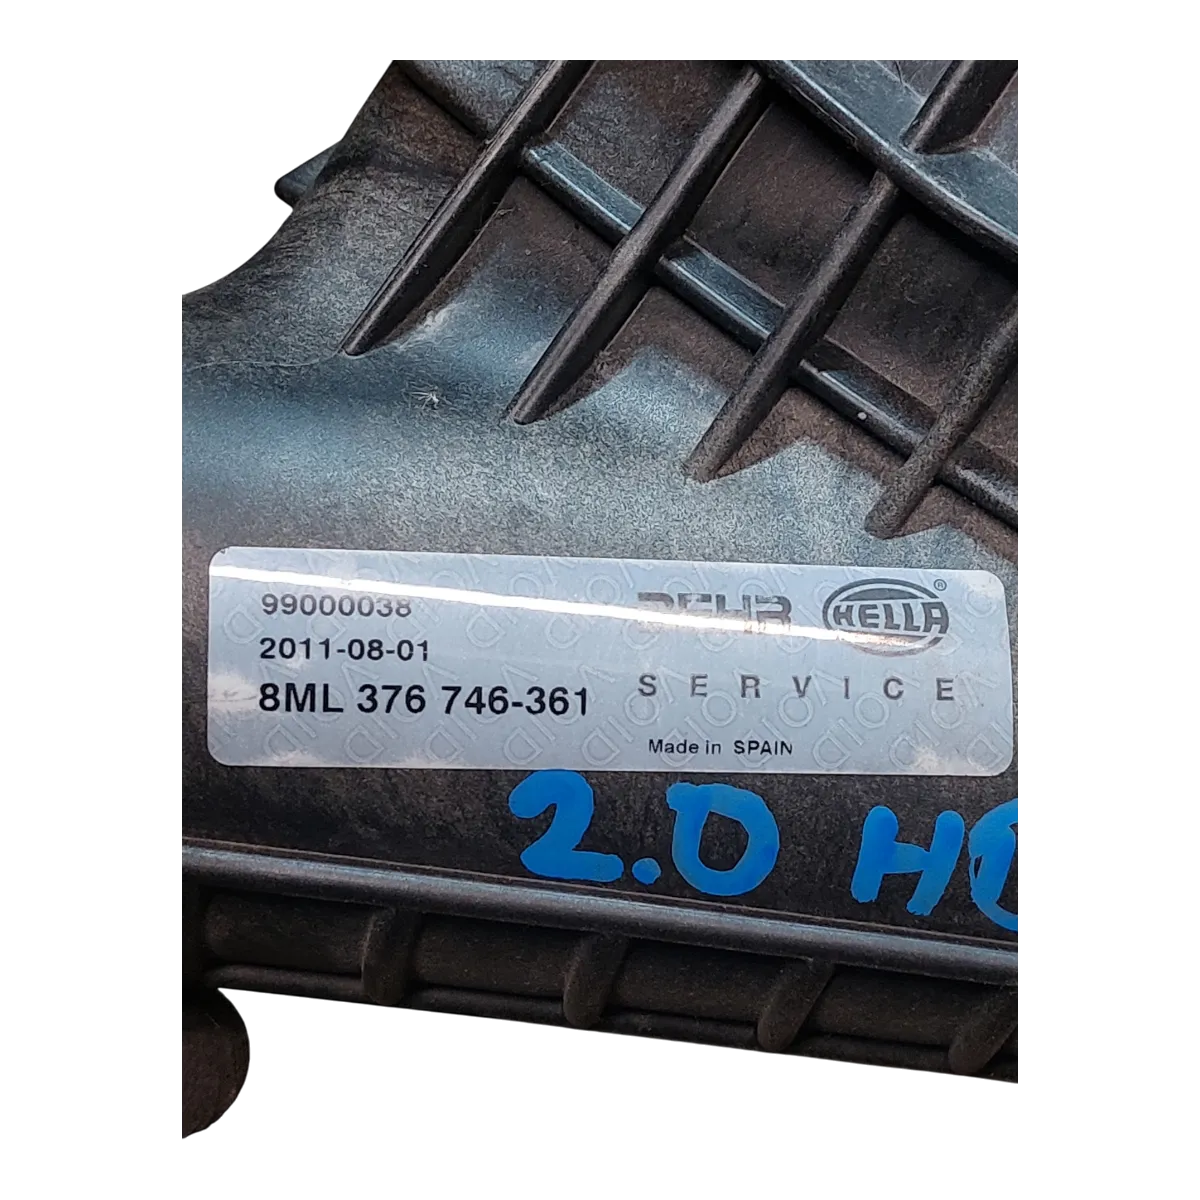 99000038
2011-08-01
8ML 376 746-361
BEHR HELLA®
SERVICE
Made in SPAIN
2.0 H